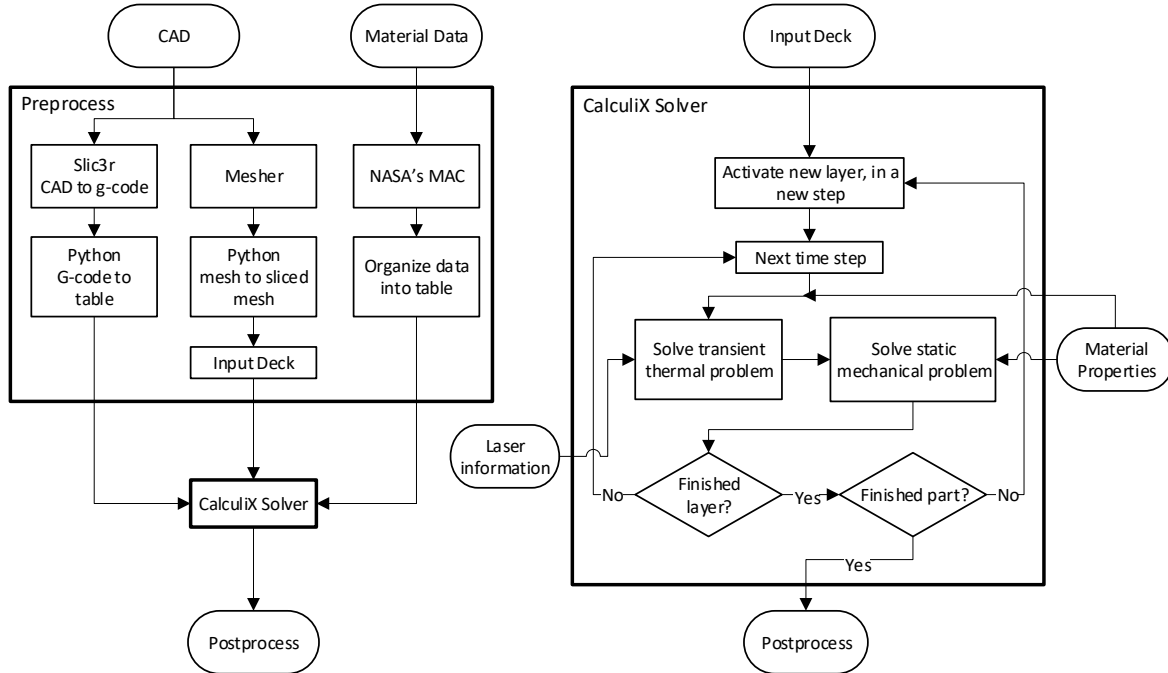 CAD
Material Data
Preprocess
Slic3r
CAD to g-code
Mesher
NASA's MAC
Python
G-code to
table
Python
mesh to sliced
mesh
Organize data
into table
Input Deck
CalculiX Solver
Postprocess
Input Deck
CalculiX Solver
Activate new layer, in a
new step
Next time step
Solve transient
thermal problem
Solve static
mechanical problem
Material
Properties
Laser
information
Finished
layer?
No
Yes
Finished part?
No
Yes
Postprocess